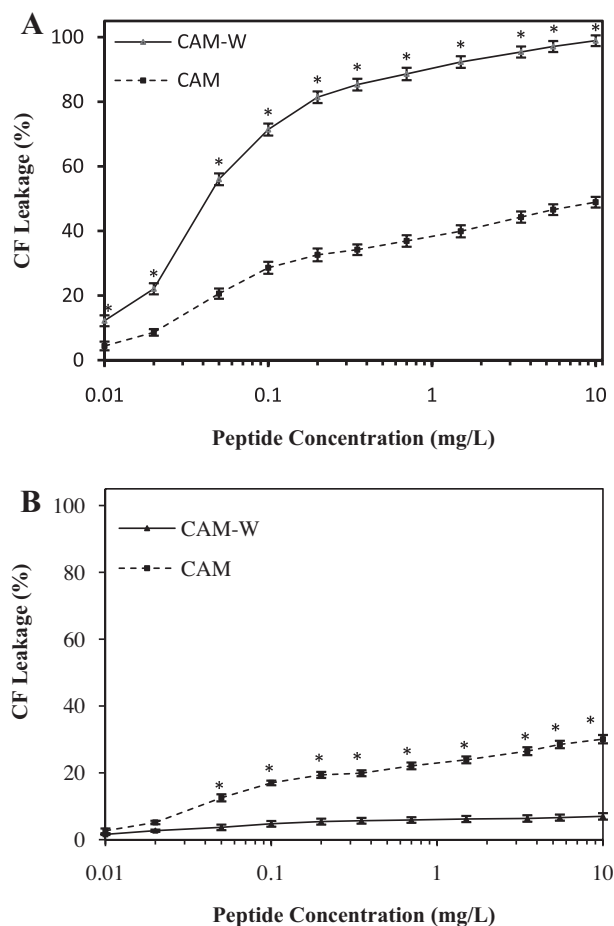 A
CAM-W
CAM
CF Leakage (%)
100
80
60
40
20
0
* * * * * * * * * * *
0.01 0.1 1 10
Peptide Concentration (mg/L)
B
CAM-W
CAM
CF Leakage (%)
100
80
60
40
20
0
* * * * * * * * *
0.01 0.1 1 10
Peptide Concentration (mg/L)